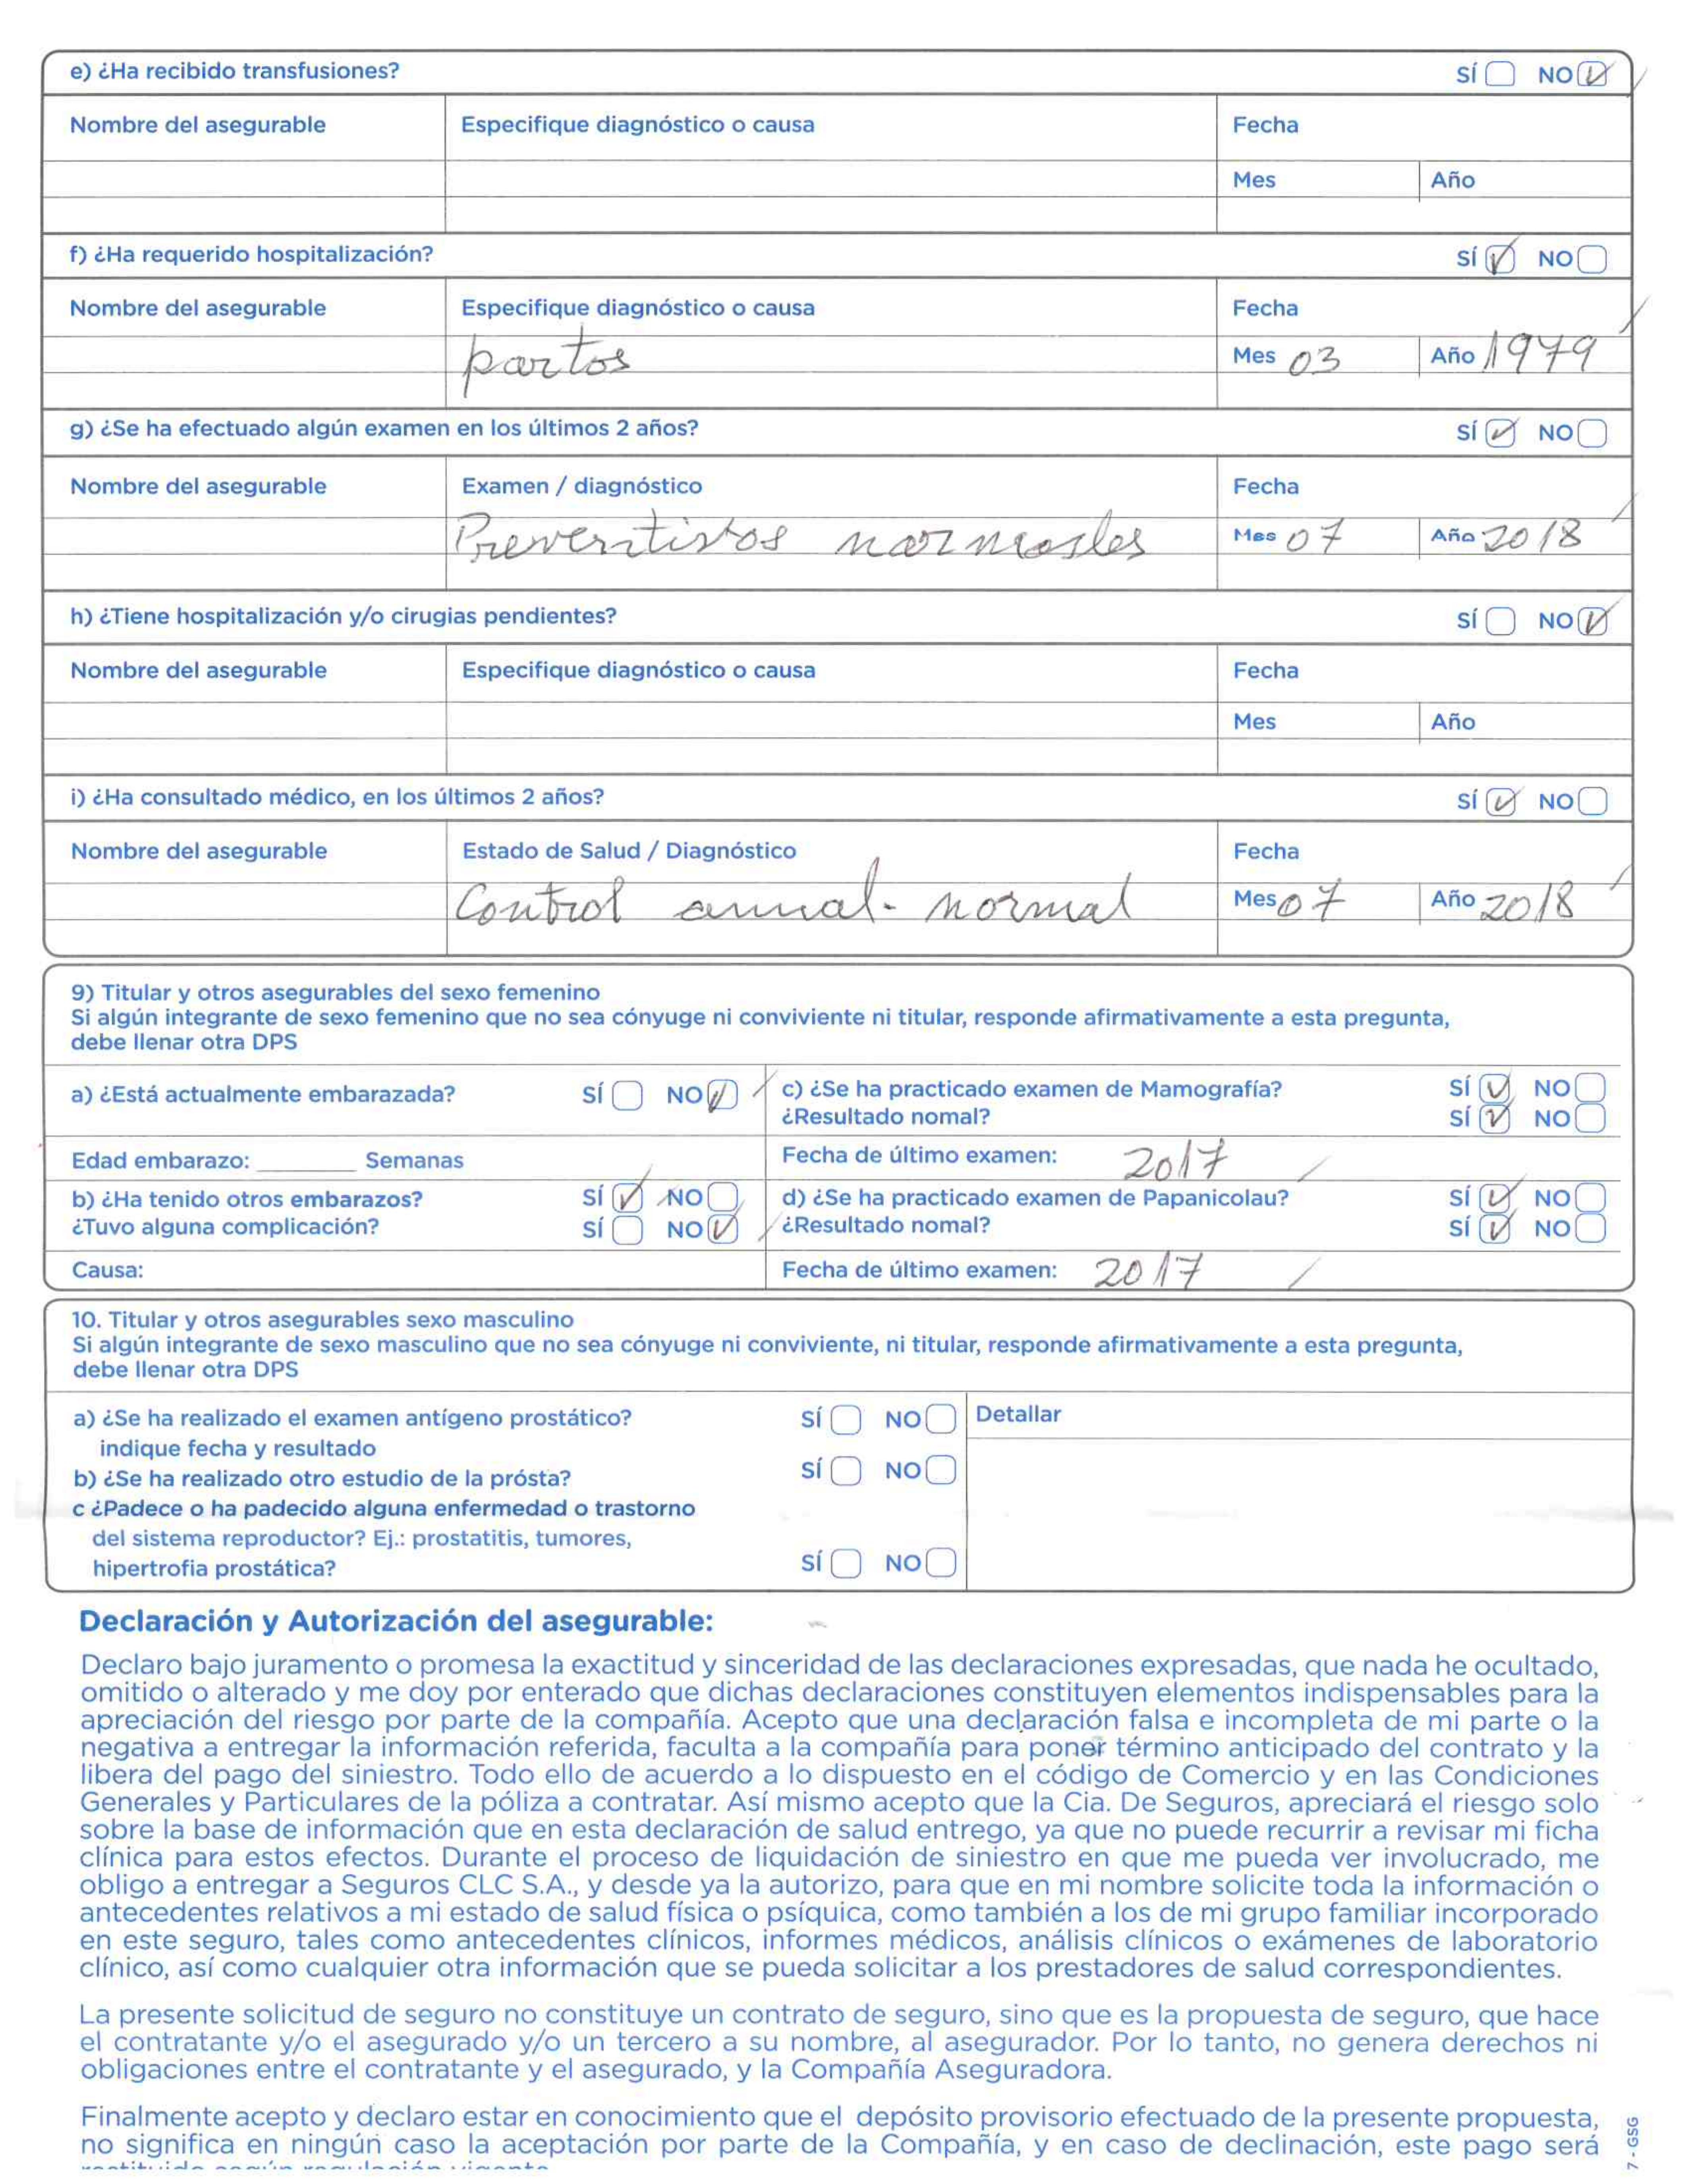 e) ¿Ha recibido transfusiones? SÍ NO
Nombre del asegurable Especifique diagnóstico o causa Fecha
Mes Año
f) ¿Ha requerido hospitalización? SÍ NO
Nombre del asegurable Especifique diagnóstico o causa Fecha
partos Mes 03 Año 1979
g) ¿Se ha efectuado algún examen en los últimos 2 años? SÍ NO
Nombre del asegurable Examen / diagnóstico Fecha
Preventivos normales Mes 07 Año 2018
h) ¿Tiene hospitalización y/o cirugias pendientes? SÍ NO
Nombre del asegurable Especifique diagnóstico o causa Fecha
Mes Año
i) ¿Ha consultado médico, en los últimos 2 años? SÍ NO
Nombre del asegurable Estado de Salud / Diagnóstico Fecha
Control anual - normal Mes 07 Año 2018
9) Titular y otros asegurables del sexo femenino
Si algún integrante de sexo femenino que no sea cónyuge ni conviviente ni titular, responde afirmativamente a esta pregunta,
debe llenar otra DPS
a) ¿Está actualmente embarazada? SÍ NO
Edad embarazo: ________ Semanas
b) ¿Ha tenido otros embarazos? SÍ NO
¿Tuvo alguna complicación? SÍ NO
Causa:
c) ¿Se ha practicado examen de Mamografía? SÍ NO
¿Resultado nomal? SÍ NO
Fecha de último examen: 2017
d) ¿Se ha practicado examen de Papanicolau? SÍ NO
¿Resultado nomal? SÍ NO
Fecha de último examen: 2017
10. Titular y otros asegurables sexo masculino
Si algún integrante de sexo masculino que no sea cónyuge ni conviviente, ni titular, responde afirmativamente a esta pregunta,
debe llenar otra DPS
a) ¿Se ha realizado el examen antígeno prostático? SÍ NO Detallar
indique fecha y resultado
b) ¿Se ha realizado otro estudio de la prósta? SÍ NO
c ¿Padece o ha padecido alguna enfermedad o trastorno
del sistema reproductor? Ej.: prostatitis, tumores,
hipertrofia prostática? SÍ NO
Declaración y Autorización del asegurable:
Declaro bajo juramento o promesa la exactitud y sinceridad de las declaraciones expresadas, que nada he ocultado,
omitido o alterado y me doy por enterado que dichas declaraciones constituyen elementos indispensables para la
apreciación del riesgo por parte de la compañía. Acepto que una declaración falsa e incompleta de mi parte o la
negativa a entregar la información referida, faculta a la compañía para poner término anticipado del contrato y la
libera del pago del siniestro. Todo ello de acuerdo a lo dispuesto en el código de Comercio y en las Condiciones
Generales y Particulares de la póliza a contratar. Así mismo acepto que la Cia. De Seguros, apreciará el riesgo solo
sobre la base de información que en esta declaración de salud entrego, ya que no puede recurrir a revisar mi ficha
clínica para estos efectos. Durante el proceso de liquidación de siniestro en que me pueda ver involucrado, me
obligo a entregar a Seguros CLC S.A., y desde ya la autorizo, para que en mi nombre solicite toda la información o
antecedentes relativos a mi estado de salud física o psíquica, como también a los de mi grupo familiar incorporado
en este seguro, tales como antecedentes clínicos, informes médicos, análisis clínicos o exámenes de laboratorio
clínico, así como cualquier otra información que se pueda solicitar a los prestadores de salud correspondientes.
La presente solicitud de seguro no constituye un contrato de seguro, sino que es la propuesta de seguro, que hace
el contratante y/o el asegurado y/o un tercero a su nombre, al asegurador. Por lo tanto, no genera derechos ni
obligaciones entre el contratante y el asegurado, y la Compañía Aseguradora.
Finalmente acepto y declaro estar en conocimiento que el depósito provisorio efectuado de la presente propuesta,
no significa en ningún caso la aceptación por parte de la Compañía, y en caso de declinación, este pago será
7 - GSG